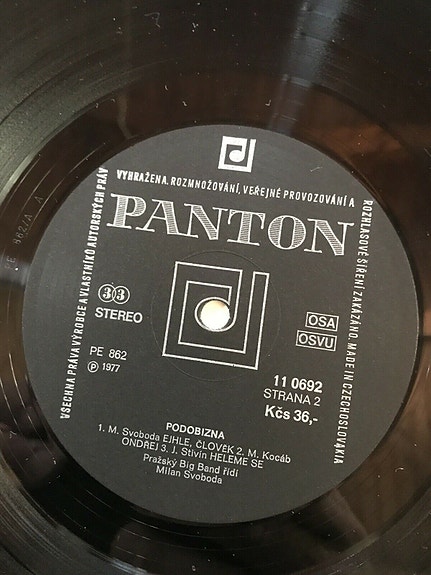 VŠECHNA PRÁVA VÝROBCE A VLASTNÍKŮ AUTORSKÝCH PRÁV
VYHRAŽENA. ROZMNOŽOVÁNÍ, VEŘEJNÉ PROVOZOVÁNÍ A
ROZHLASOVÉ ŠÍŘENÍ ZAKÁZÁNO. MADE IN CZECHOSLOVAKIA
PANTON
33
STEREO
OSA
OSVU
PE 862
℗ 1977
11 0692
STRANA 2
Kčs 36,-
PODOBIZNA
1. M. Svoboda EJHLE, ČLOVĚK 2. M. Kocáb
ONDŘEJ 3. J. Stivín HELEME SE
Pražský Big Band řídí
Milan Svoboda